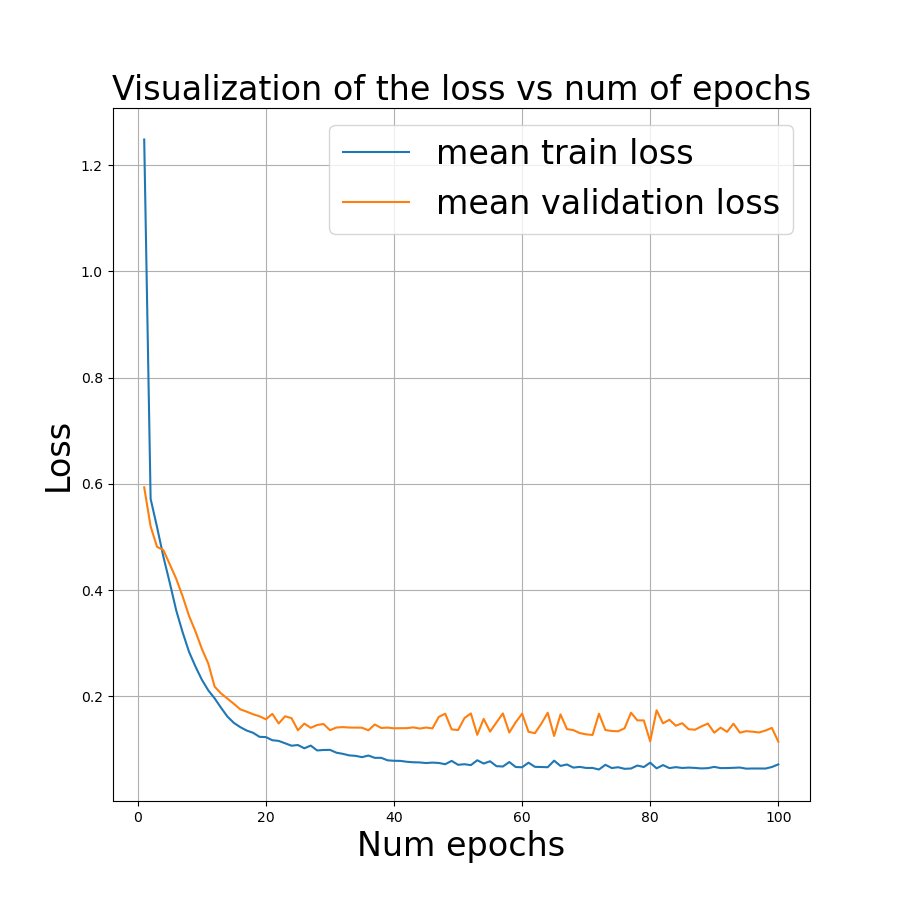 Visualization of the loss vs num of epochs
mean train loss
mean validation loss
1.2
1.0
0.8
0.6
0.4
0.2
Loss
0 20 40 60 80 100
Num epochs